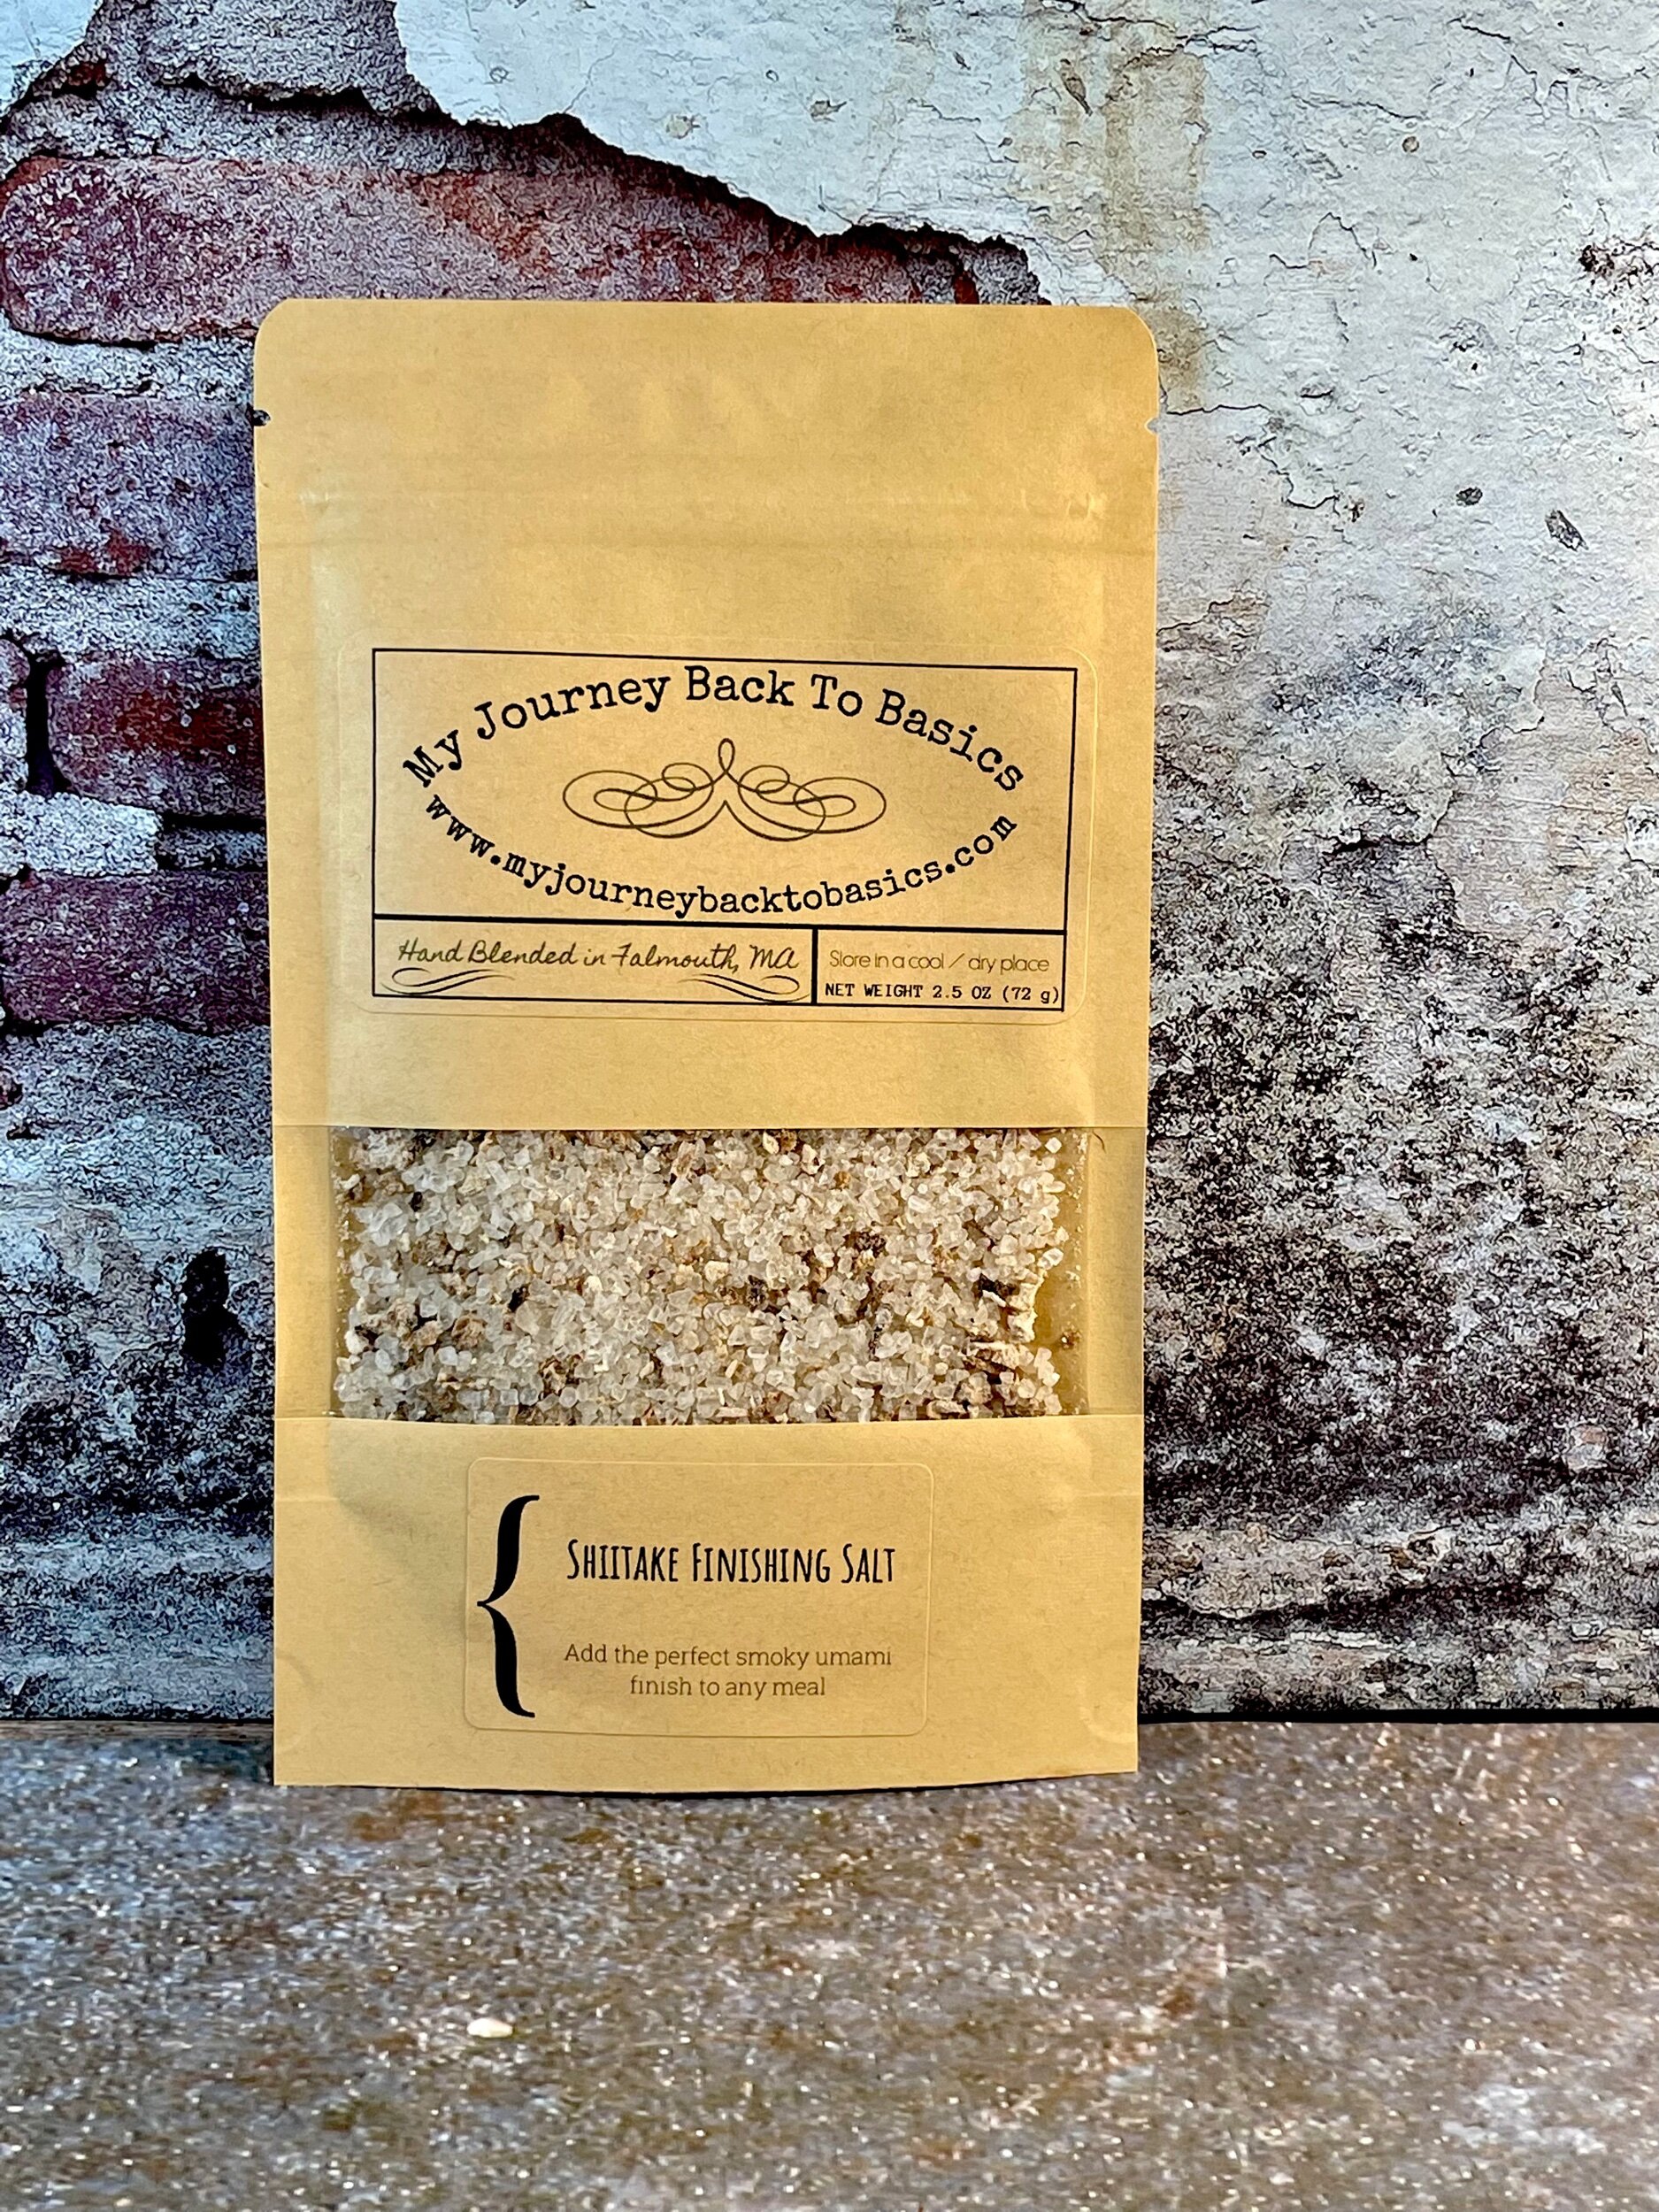 My Journey Back To Basics
www.myjourneybacktobasics.com
Hand Blended in Falmouth, MA
Store in a cool / dry place
NET WEIGHT 2.5 OZ (72 g)
SHIITAKE FINISHING SALT
Add the perfect smoky umami
finish to any meal